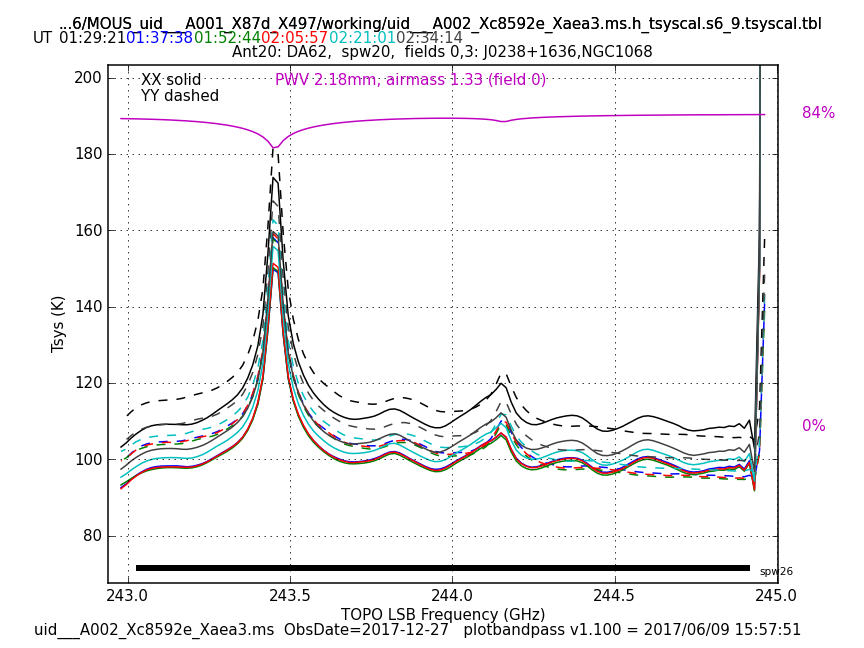 ...6/MOUS_uid___A001_X87d_X497/working/uid___A002_Xc8592e_Xaea3.ms.h_tsyscal.s6_9.tsyscal.tbl
UT 01:29:21 01:37:38 01:52:44 02:05:57 02:21:01 02:34:14
Ant20: DA62, spw20, fields 0,3: J0238+1636,NGC1068
XX solid
YY dashed
PWV 2.18mm, airmass 1.33 (field 0)
84%
0%
200
180
160
140
120
100
80
Tsys (K)
spw26
243.0 243.5 244.0 244.5 245.0
TOPO LSB Frequency (GHz)
uid___A002_Xc8592e_Xaea3.ms ObsDate=2017-12-27 plotbandpass v1.100 = 2017/06/09 15:57:51